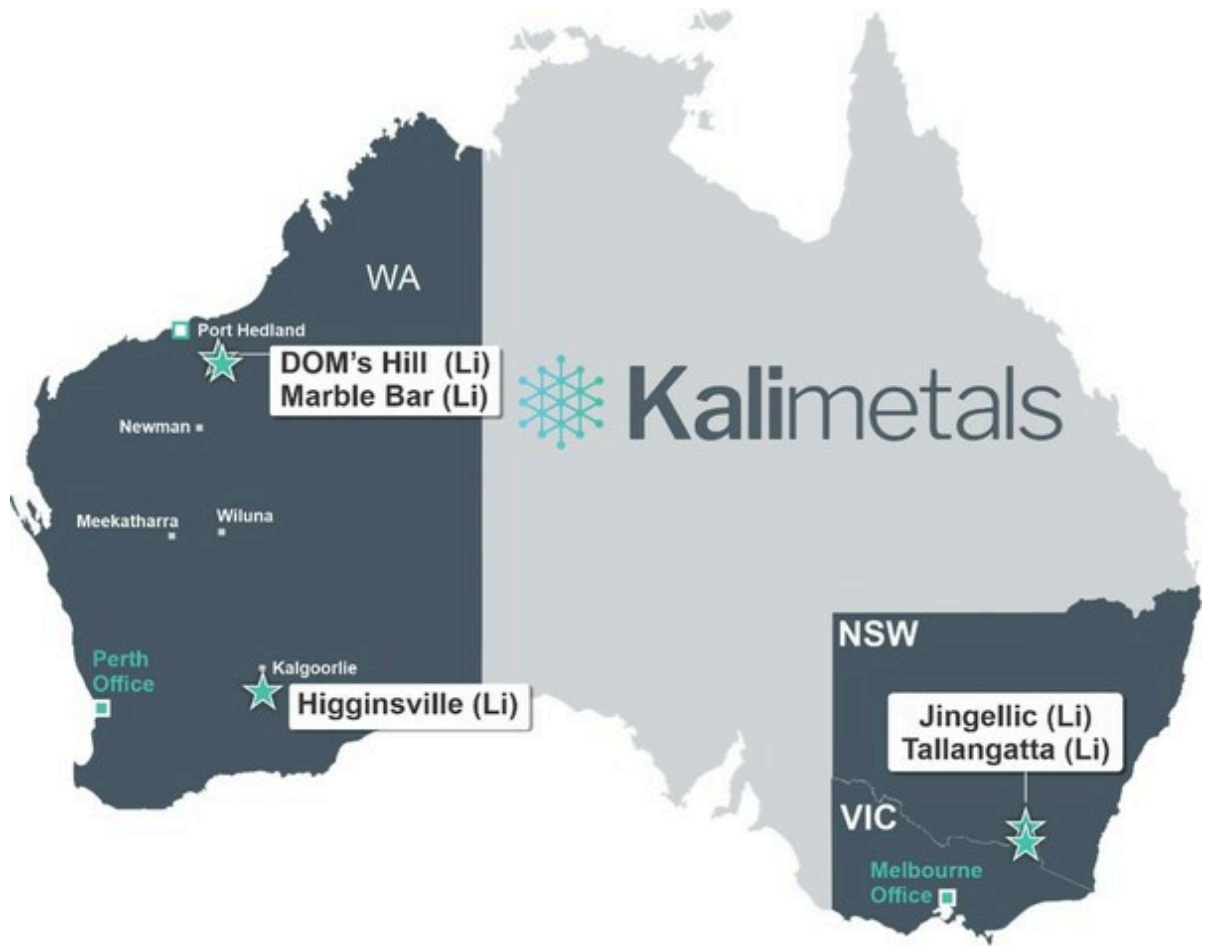 WA
Port Hedland
DOM's Hill (Li)
Marble Bar (Li)
Kalimetals
Newman
Meekatharra
Wiluna
Perth
Office
Kalgoorlie
Higginsville (Li)
NSW
Jingellic (Li)
Tallangatta (Li)
VIC
Melbourne
Office